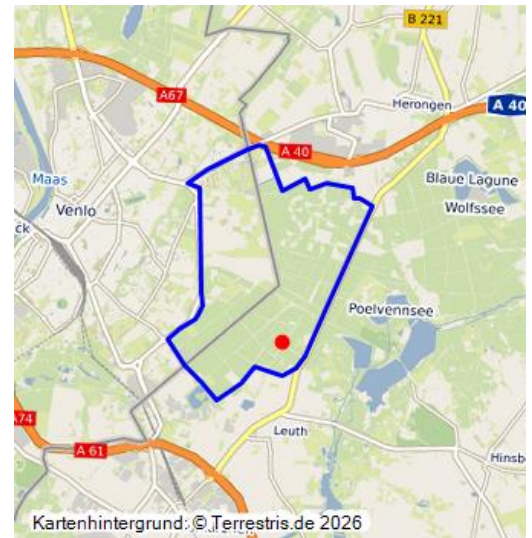 B 221
A67
Herongen
A 40
A 40
Maas
Blaue Lagune
Venlo
Wolfssee
ck
Poelvennsee
A74
Leuth
A 61
Hinsb
Kartenhintergrund: © Terrestris.de 2026